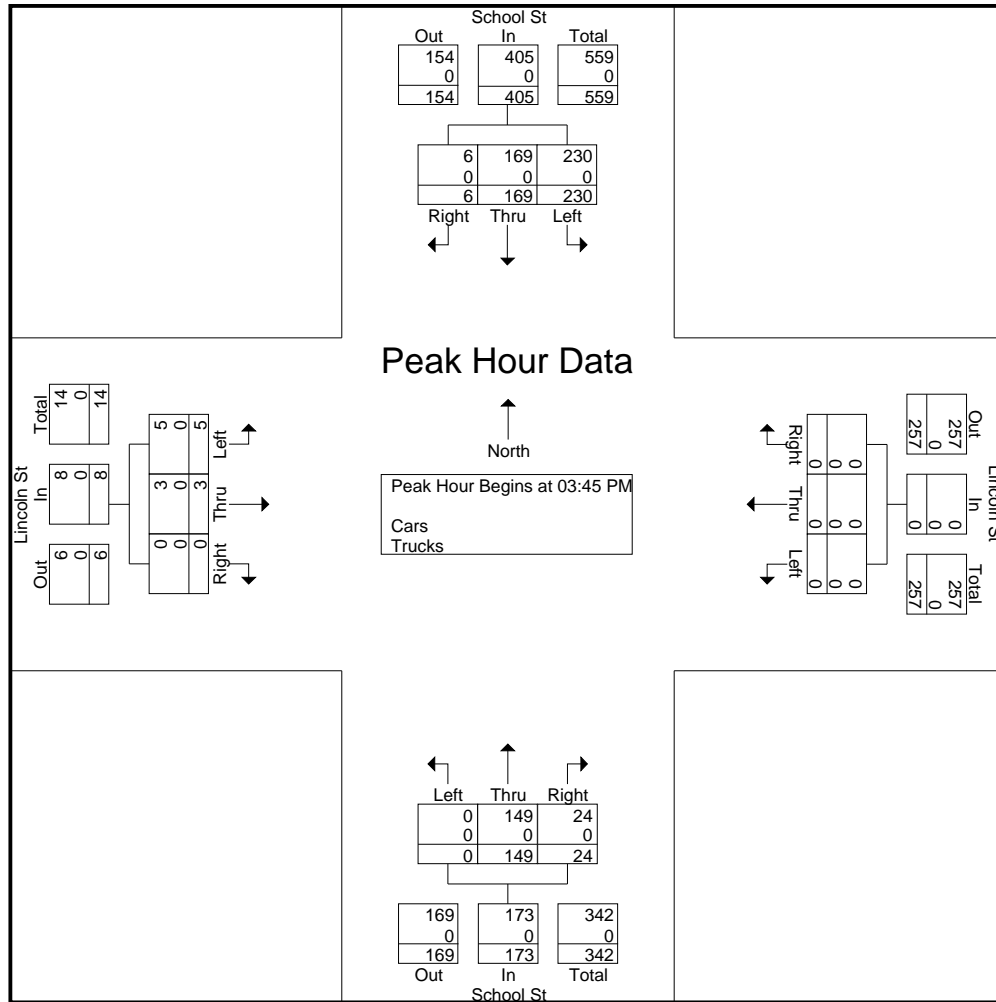 School St
Out In Total
154 405 559
0 0 0
154 405 559
6 169 230
0 0 0
6 169 230
Right Thru Left
Peak Hour Data
North
Peak Hour Begins at 03:45 PM
Cars
Trucks
Lincoln St
Total
14
0
14
In
8
0
8
Out
6
0
6
5 0 5
Left
3 0 3
Thru
0 0 0
Right
Right
0 0 0
Thru
0 0 0
Left
0 0 0
Out
257
0
257
In
0
0
0
Total
257
0
257
Lincoln St
Left Thru Right
0 149 24
0 0 0
0 149 24
169 173 342
0 0 0
169 173 342
Out In Total
School St